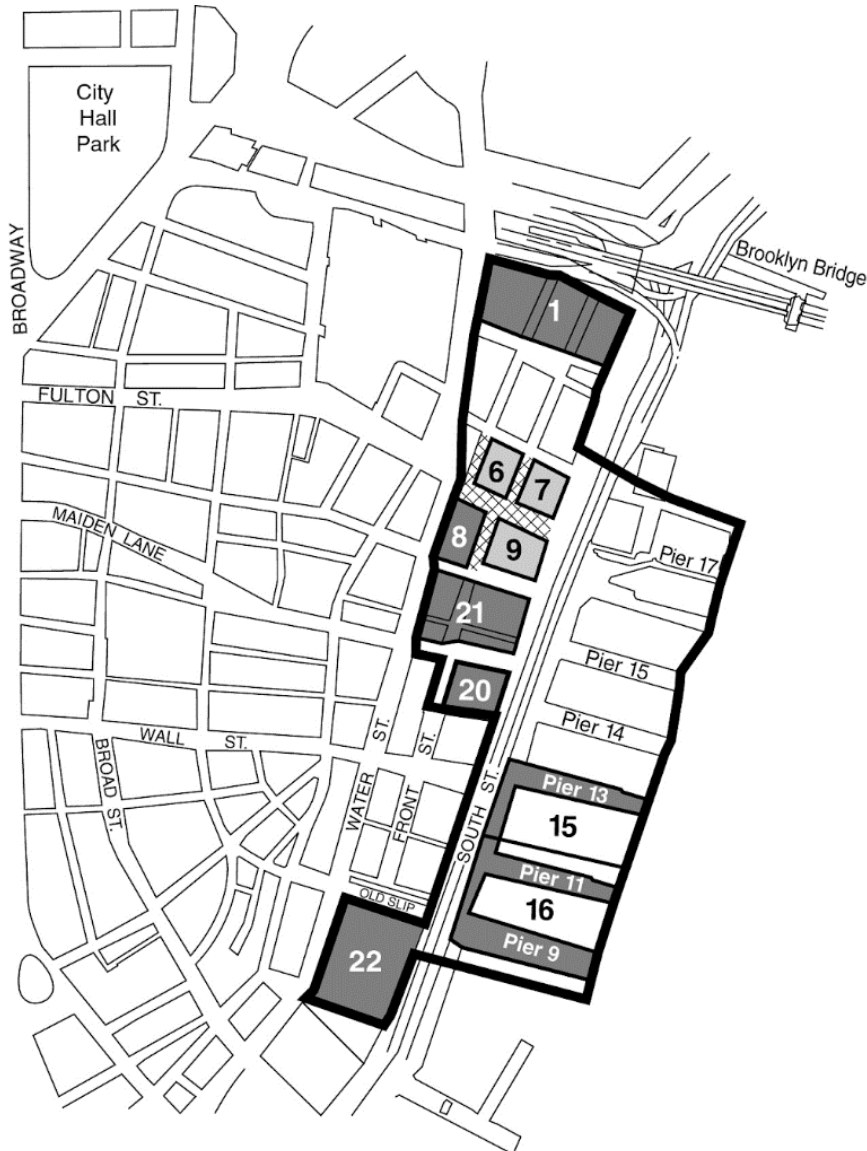 City
Hall
Park
BROADWAY
Brooklyn Bridge
1
FULTON ST.
6
7
MAIDEN LANE
8
9
Pier 17
21
Pier 15
20
Pier 14
WALL ST.
BROAD ST.
WATER ST.
FRONT ST.
SOUTH ST.
Pier 13
15
Pier 11
OLD SLIP
16
Pier 9
22